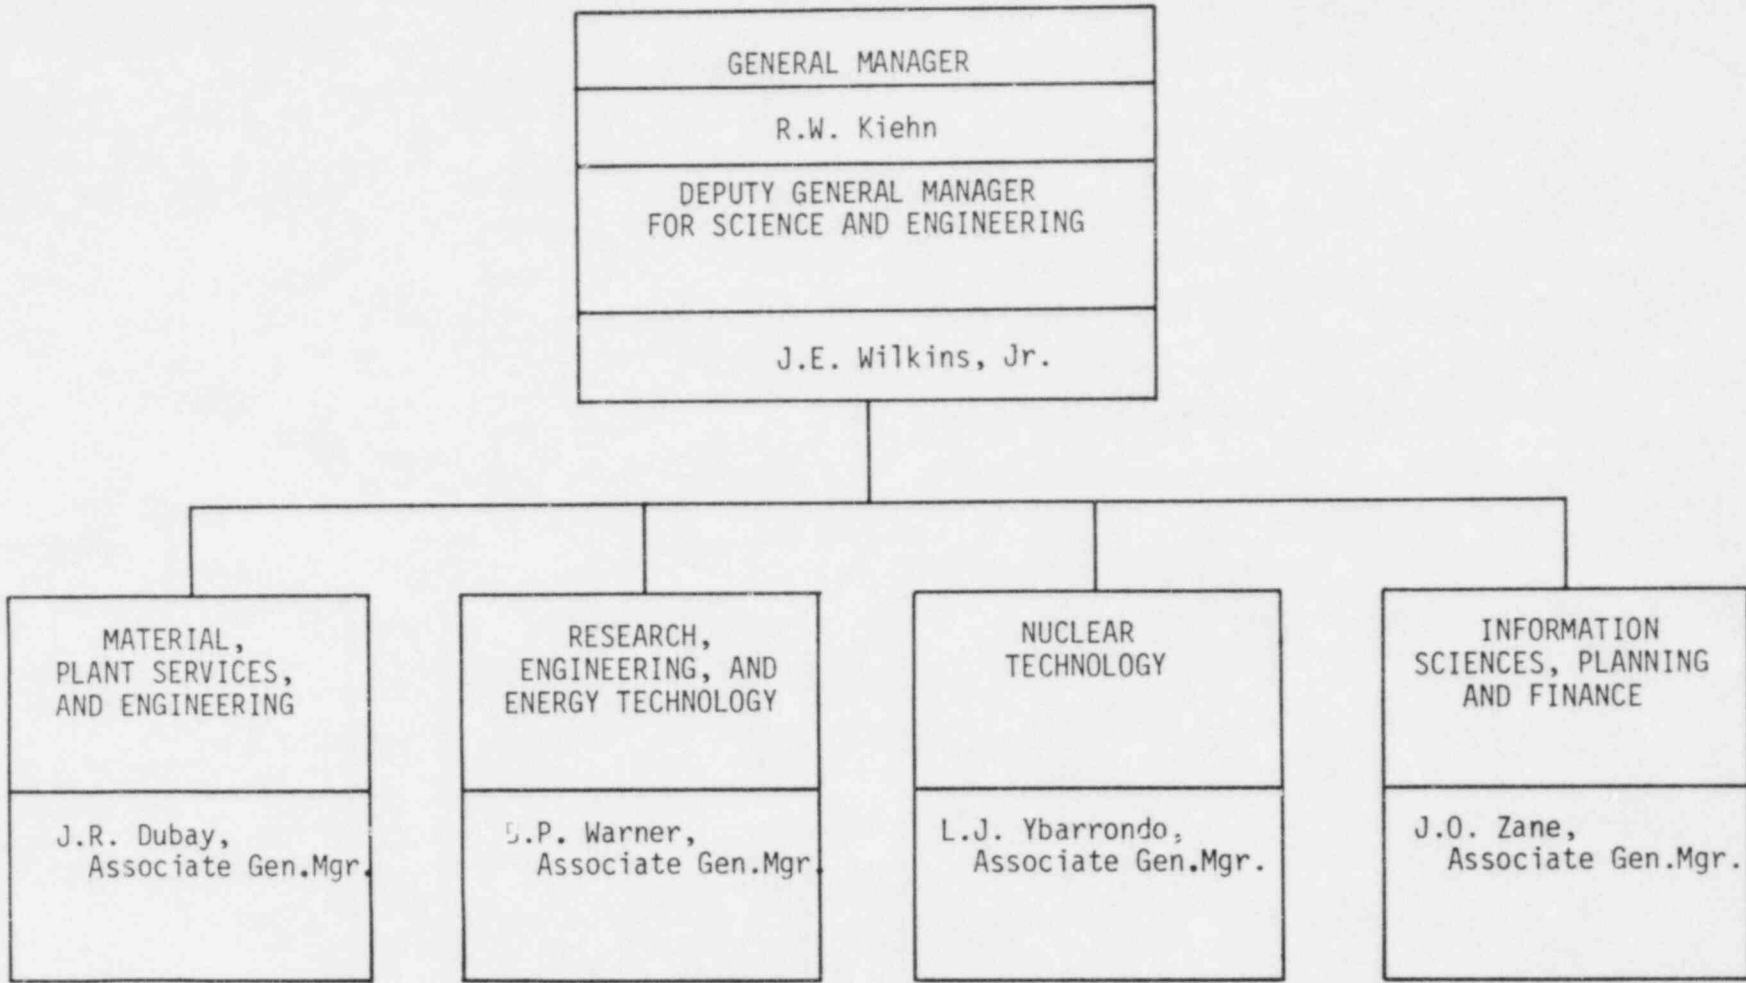 GENERAL MANAGER
R.W. Kiehn
DEPUTY GENERAL MANAGER
FOR SCIENCE AND ENGINEERING
J.E. Wilkins, Jr.
MATERIAL,
PLANT SERVICES,
AND ENGINEERING
J.R. Dubay,
Associate Gen.Mgr.
RESEARCH,
ENGINEERING, AND
ENERGY TECHNOLOGY
Warner,
Associate Gen.Mgr.
NUCLEAR
TECHNOLOGY
L.J. Ybarrondo,
Associate Gen.Mgr.
INFORMATION
SCIENCES, PLANNING
AND FINANCE
J.O. Zane,
Associate Gen.Mgr.